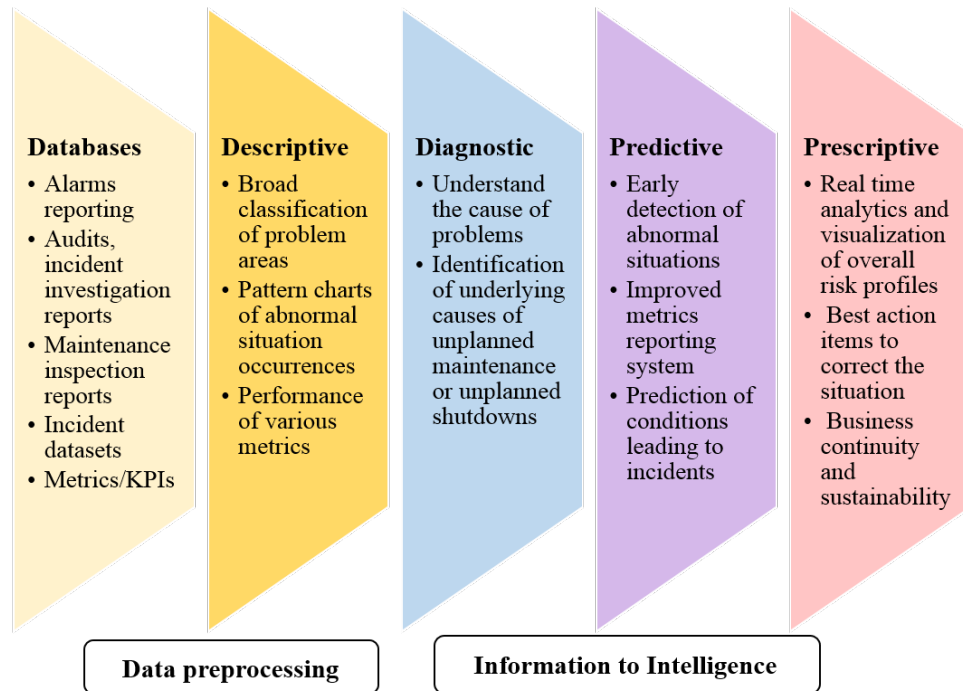 Databases
• Alarms
reporting
• Audits,
incident
investigation
reports
• Maintenance
inspection
reports
• Incident
datasets
• Metrics/KPIs
Descriptive
• Broad
classification
of problem
areas
• Pattern charts
of abnormal
situation
occurrences
• Performance
of various
metrics
Diagnostic
• Understand
the cause of
problems
• Identification
of underlying
causes of
unplanned
maintenance
or unplanned
shutdowns
Predictive
• Early
detection of
abnormal
situations
• Improved
metrics
reporting
system
• Prediction of
conditions
leading to
incidents
Prescriptive
• Real time
analytics and
visualization
of overall
risk profiles
• Best action
items to
correct the
situation
• Business
continuity
and
sustainability
Data preprocessing
Information to Intelligence